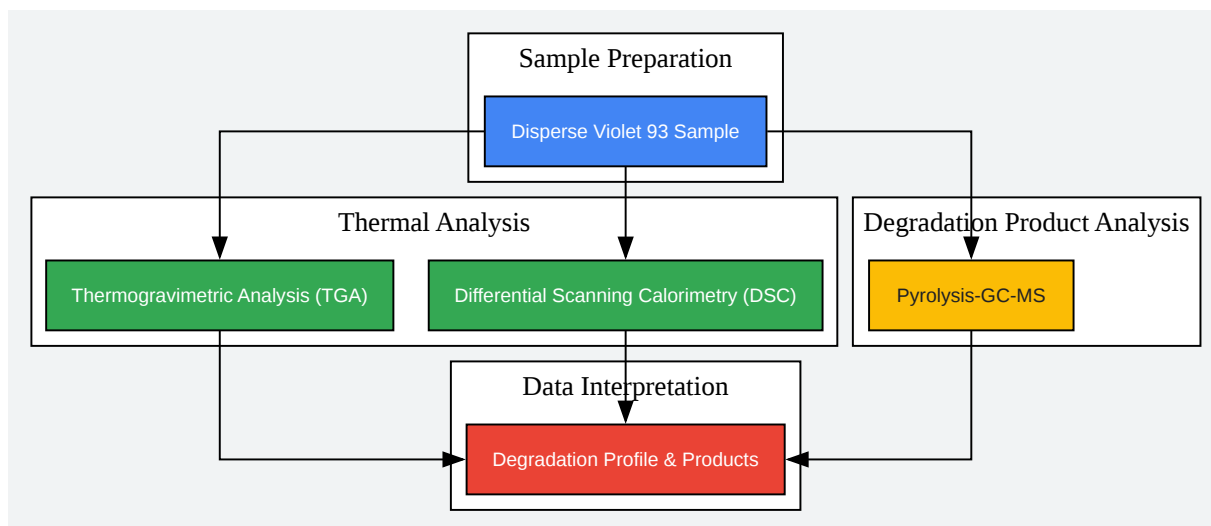 Sample Preparation
Disperse Violet 93 Sample
Thermal Analysis
Degradation Product Analysis
Thermogravimetric Analysis (TGA)
Differential Scanning Calorimetry (DSC)
Pyrolysis-GC-MS
Data Interpretation
Degradation Profile & Products